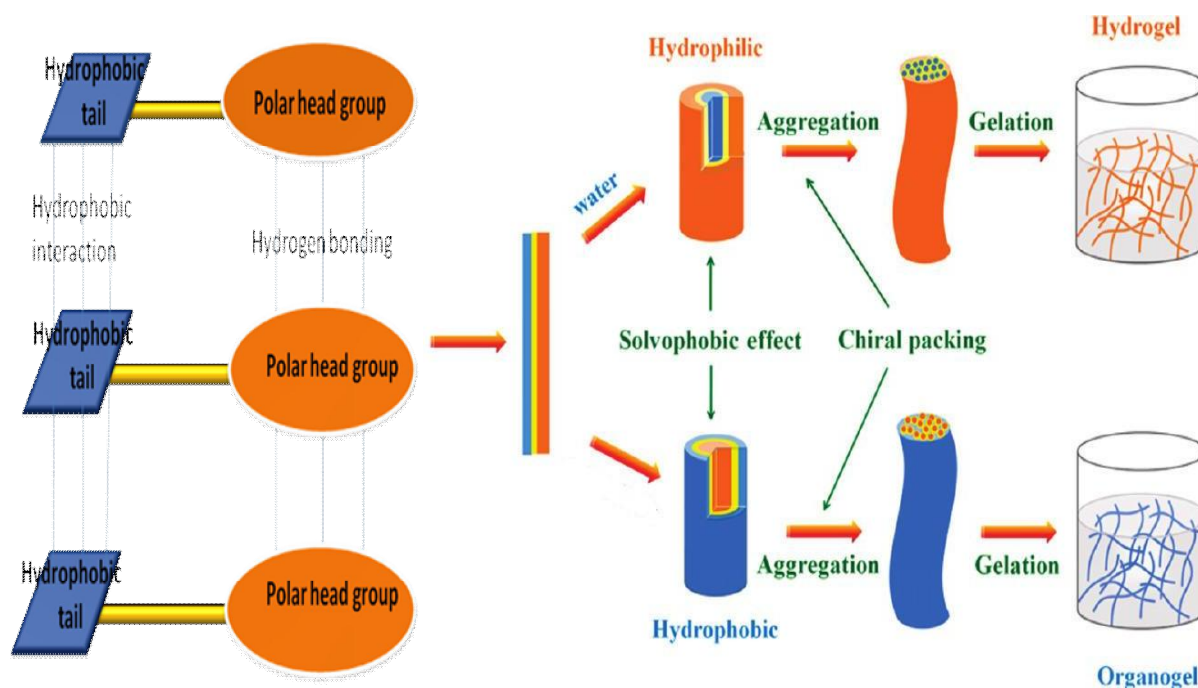 Hydrophobic
tail
Polar head group
Hydrophobic
interaction
Hydrogen bonding
Hydrophobic
tail
Polar head group
Hydrophobic
tail
Polar head group
water
Hydrophilic
Aggregation
Gelation
Hydrogel
Solvophobic effect
Chiral packing
Hydrophobic
Aggregation
Gelation
Organogel